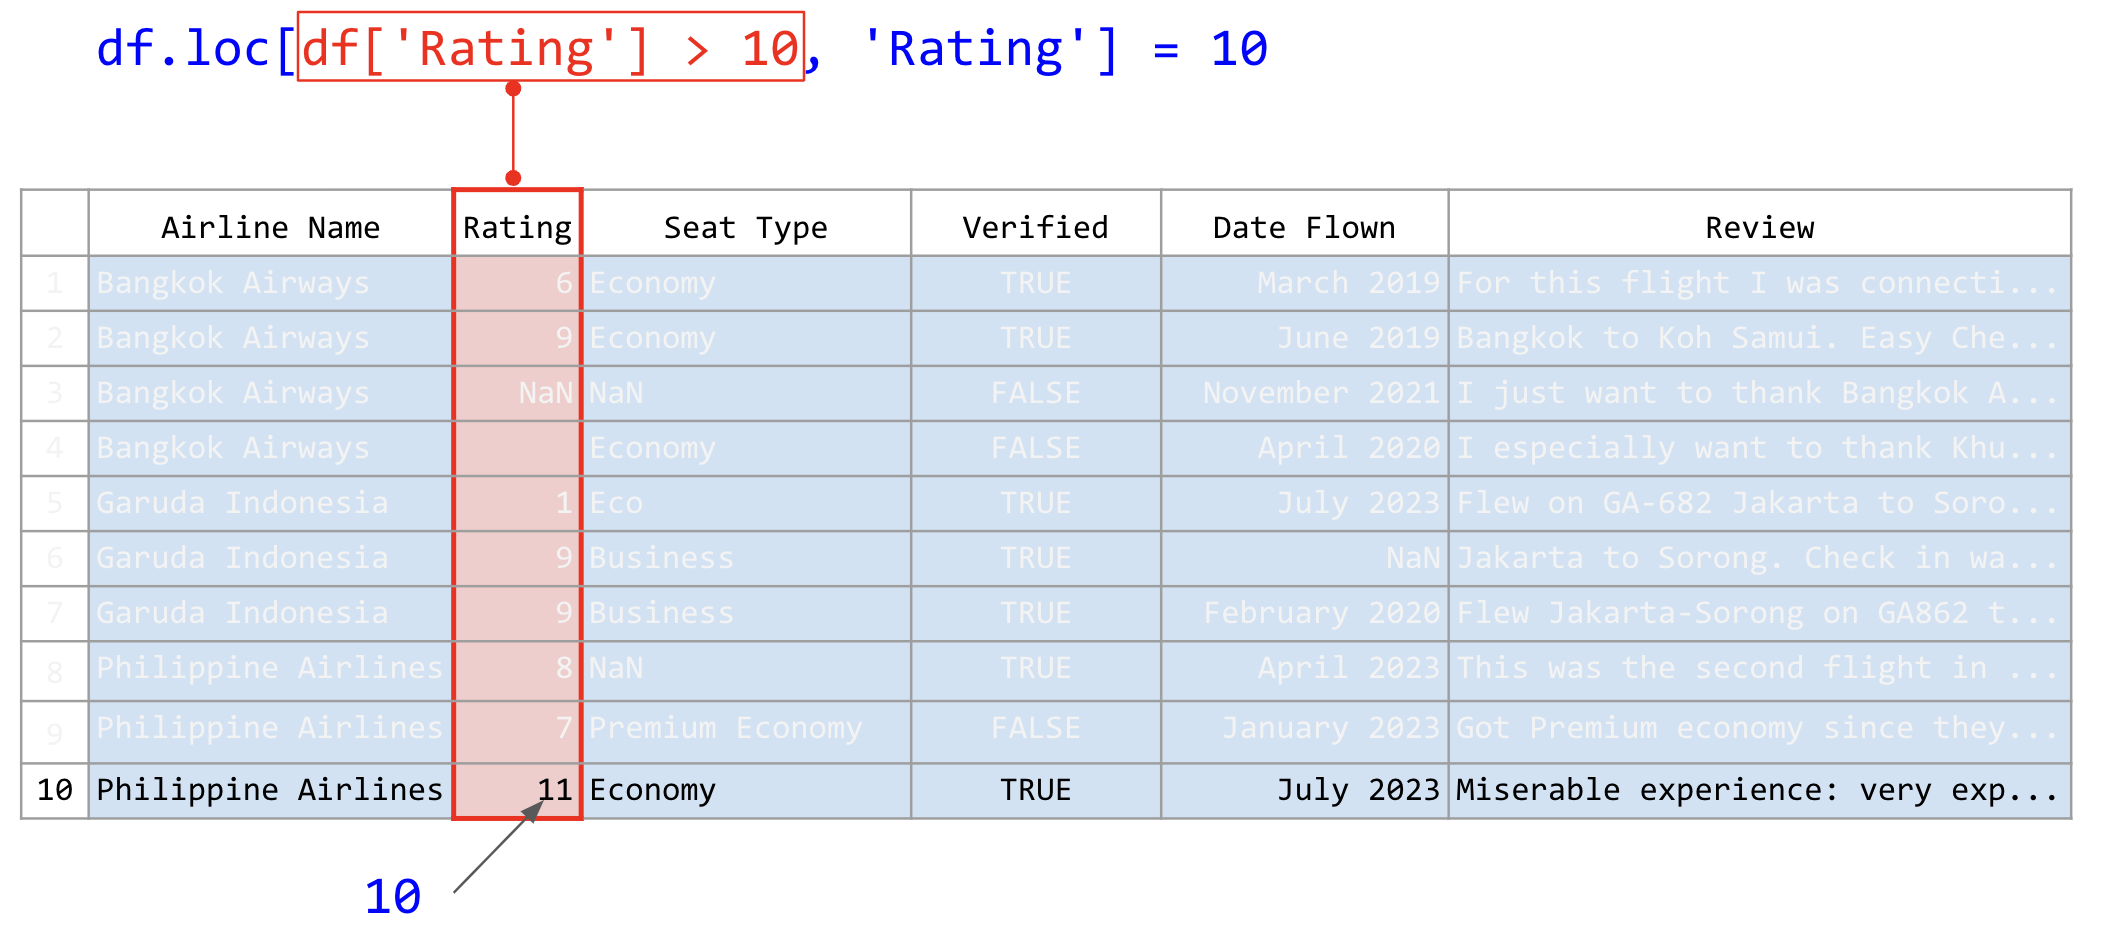 df.loc[df['Rating'] > 10, 'Rating'] = 10
Airline Name Rating Seat Type Verified Date Flown Review
1 Bangkok Airways 6 Economy TRUE March 2019 For this flight I was connecti...
2 Bangkok Airways 9 Economy TRUE June 2019 Bangkok to Koh Samui. Easy Che...
3 Bangkok Airways NaN NaN FALSE November 2021 I just want to thank Bangkok A...
4 Bangkok Airways Economy FALSE April 2020 I especially want to thank Khu...
5 Garuda Indonesia 1 Eco TRUE July 2023 Flew on GA-682 Jakarta to Soro...
6 Garuda Indonesia 9 Business TRUE NaN Jakarta to Sorong. Check in wa...
7 Garuda Indonesia 9 Business TRUE February 2020 Flew Jakarta-Sorong on GA862 t...
8 Philippine Airlines 8 NaN TRUE April 2023 This was the second flight in ...
9 Philippine Airlines 7 Premium Economy FALSE January 2023 Got Premium economy since they...
10 Philippine Airlines 11 Economy TRUE July 2023 Miserable experience: very exp...
10